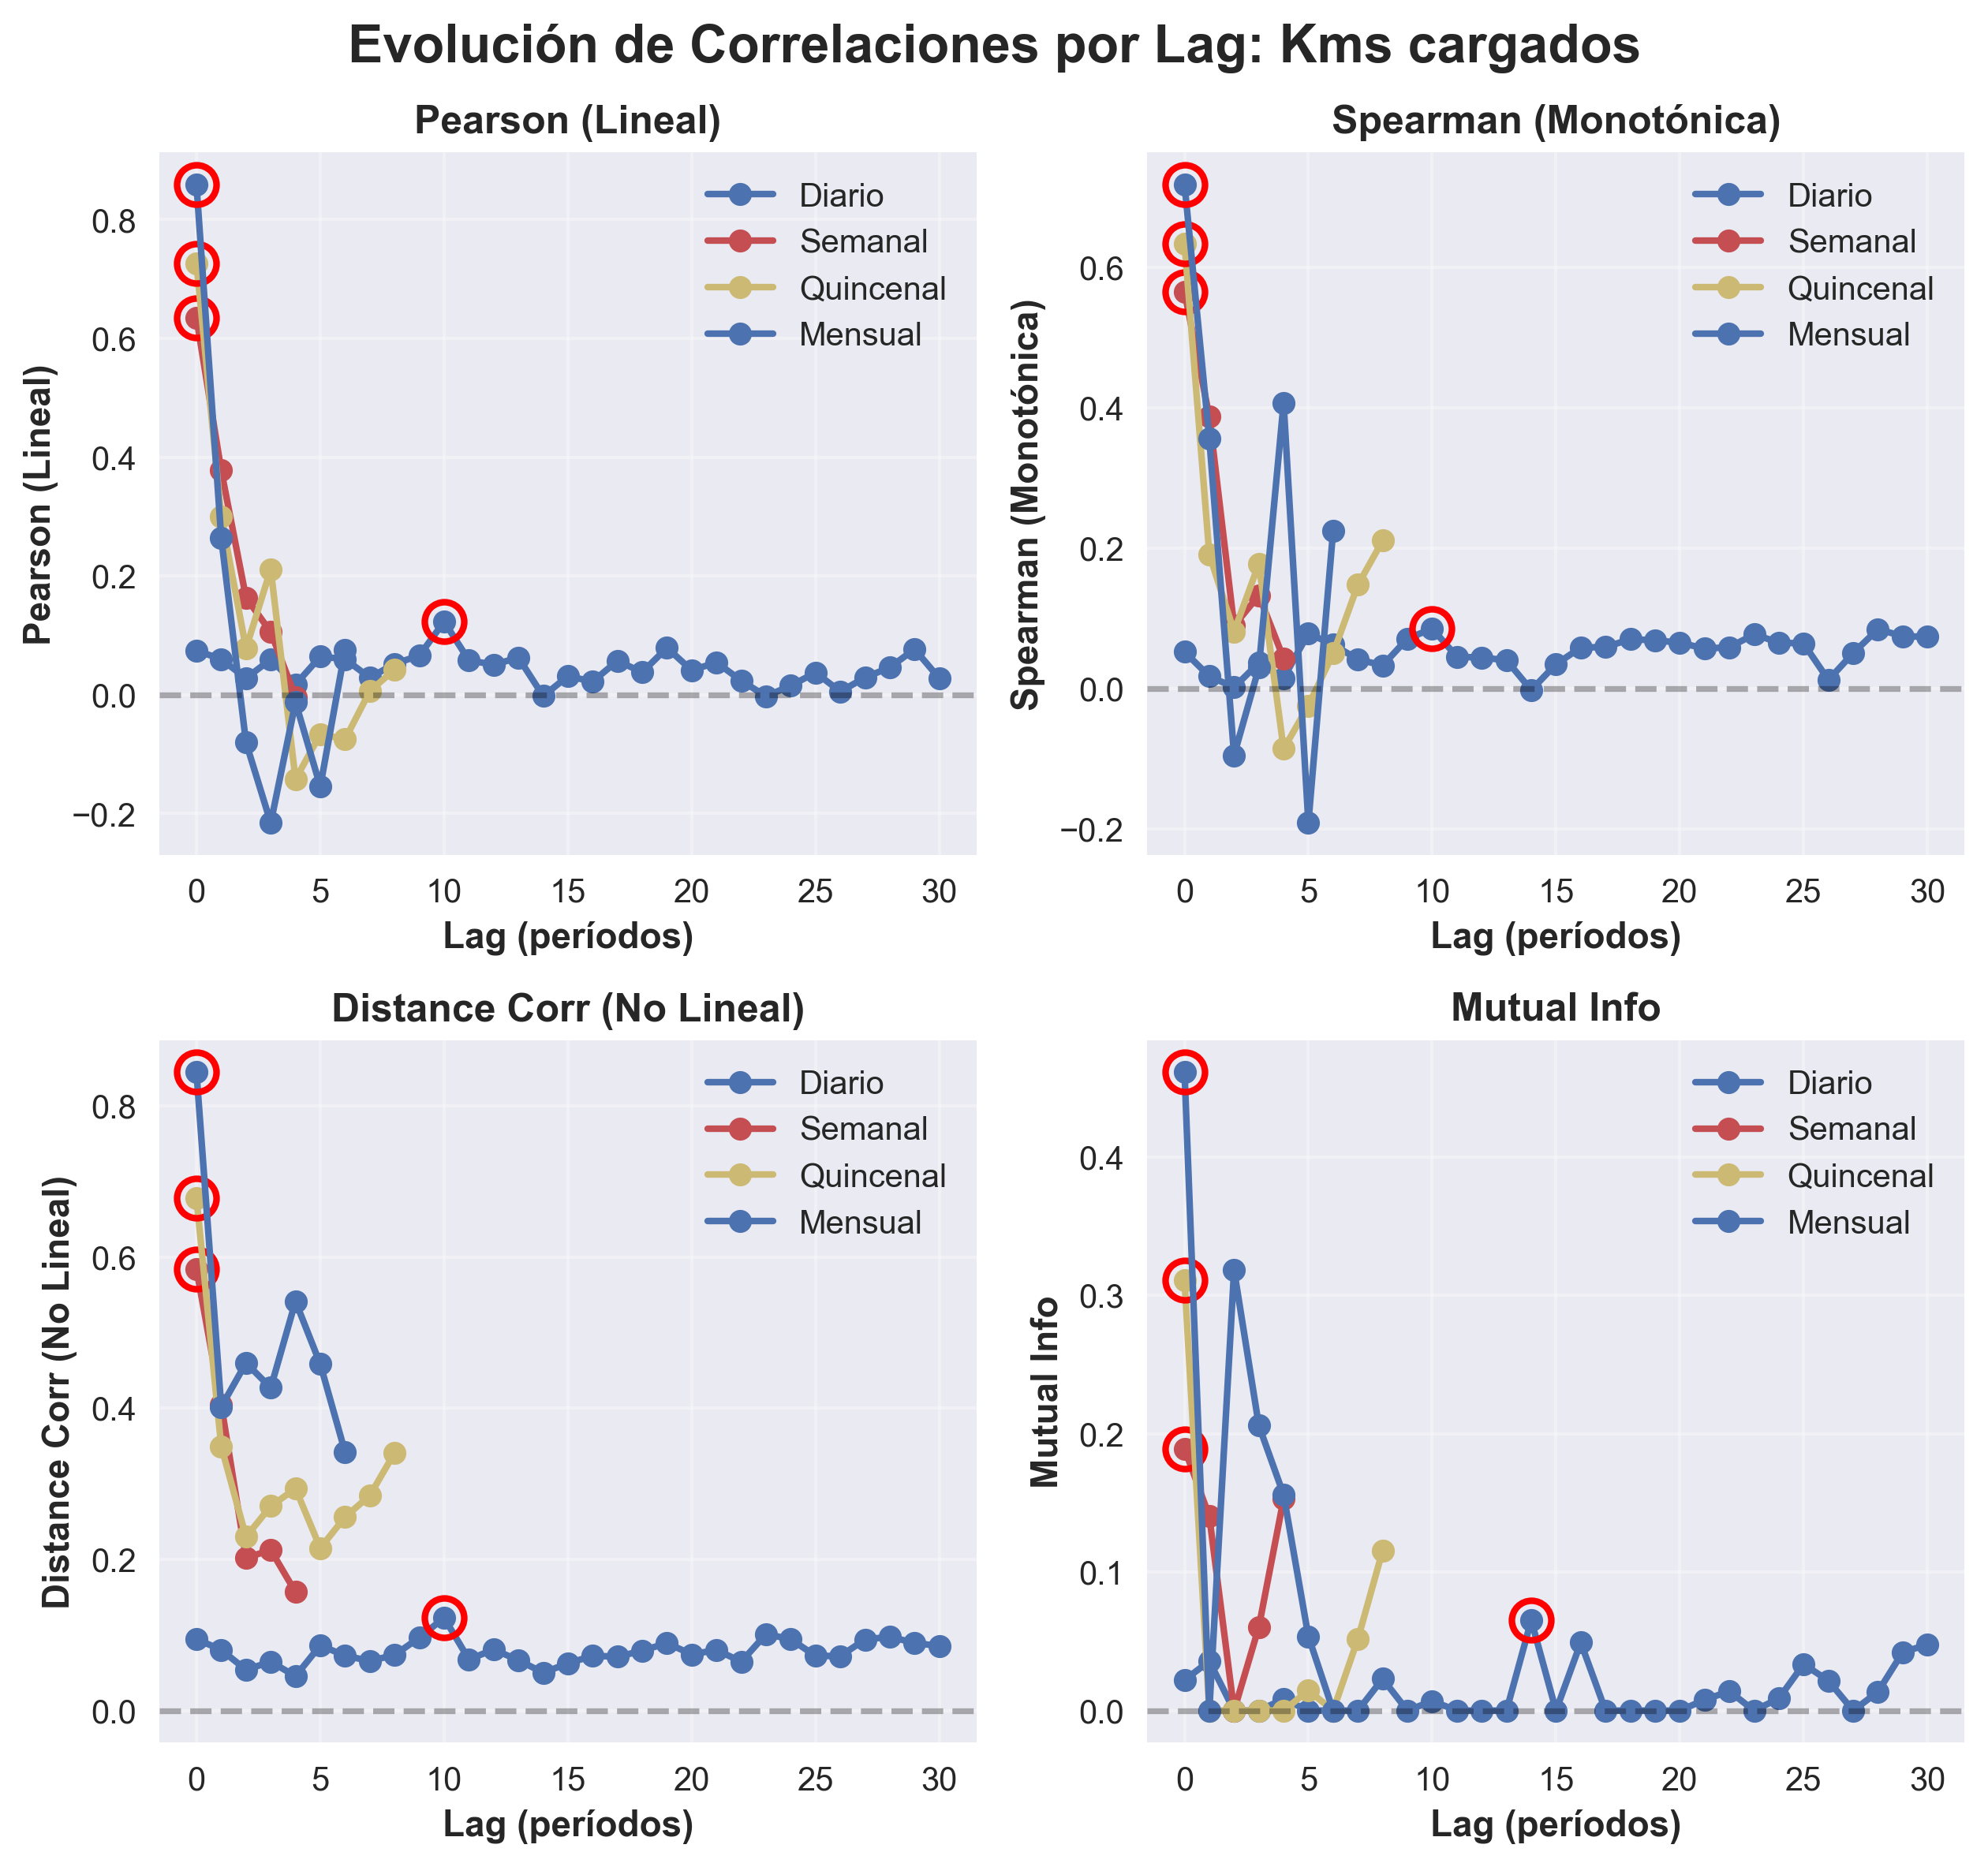 Evolución de Correlaciones por Lag: Kms cargados
Pearson (Lineal)
Pearson (Lineal)
0.8
0.6
0.4
0.2
0.0
−0.2
Diario
Semanal
Quincenal
Mensual
0 5 10 15 20 25 30
Lag (períodos)
Spearman (Monotónica)
Spearman (Monotónica)
0.6
0.4
0.2
0.0
−0.2
Diario
Semanal
Quincenal
Mensual
0 5 10 15 20 25 30
Lag (períodos)
Distance Corr (No Lineal)
Distance Corr (No Lineal)
0.8
0.6
0.4
0.2
0.0
Diario
Semanal
Quincenal
Mensual
0 5 10 15 20 25 30
Lag (períodos)
Mutual Info
Mutual Info
0.4
0.3
0.2
0.1
0.0
Diario
Semanal
Quincenal
Mensual
0 5 10 15 20 25 30
Lag (períodos)